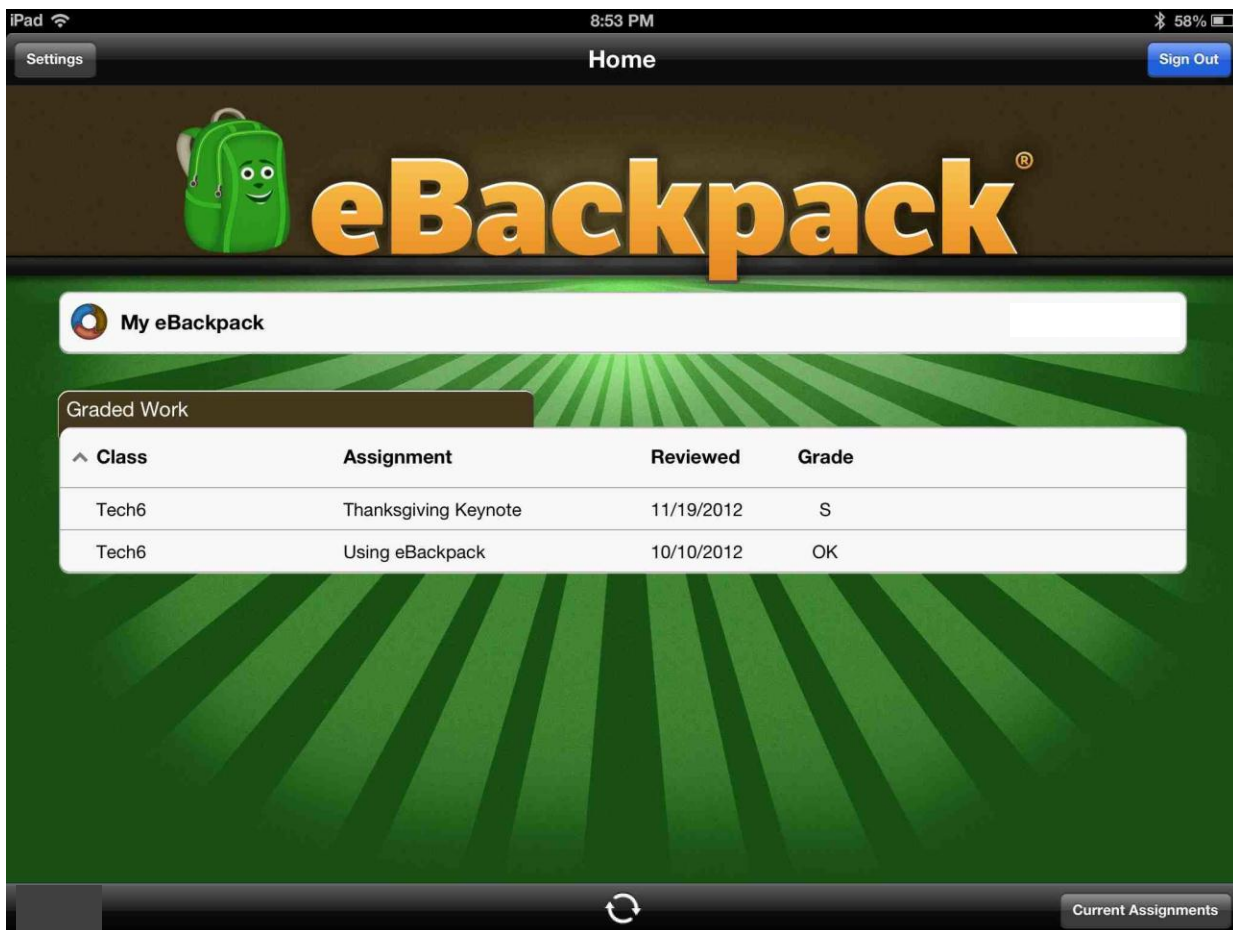 iPad 8:53 PM 58%
Settings Home Sign Out
eBackpack®
My eBackpack
Graded Work
Class Assignment Reviewed Grade
Tech6 Thanksgiving Keynote 11/19/2012 S
Tech6 Using eBackpack 10/10/2012 OK
Current Assignments